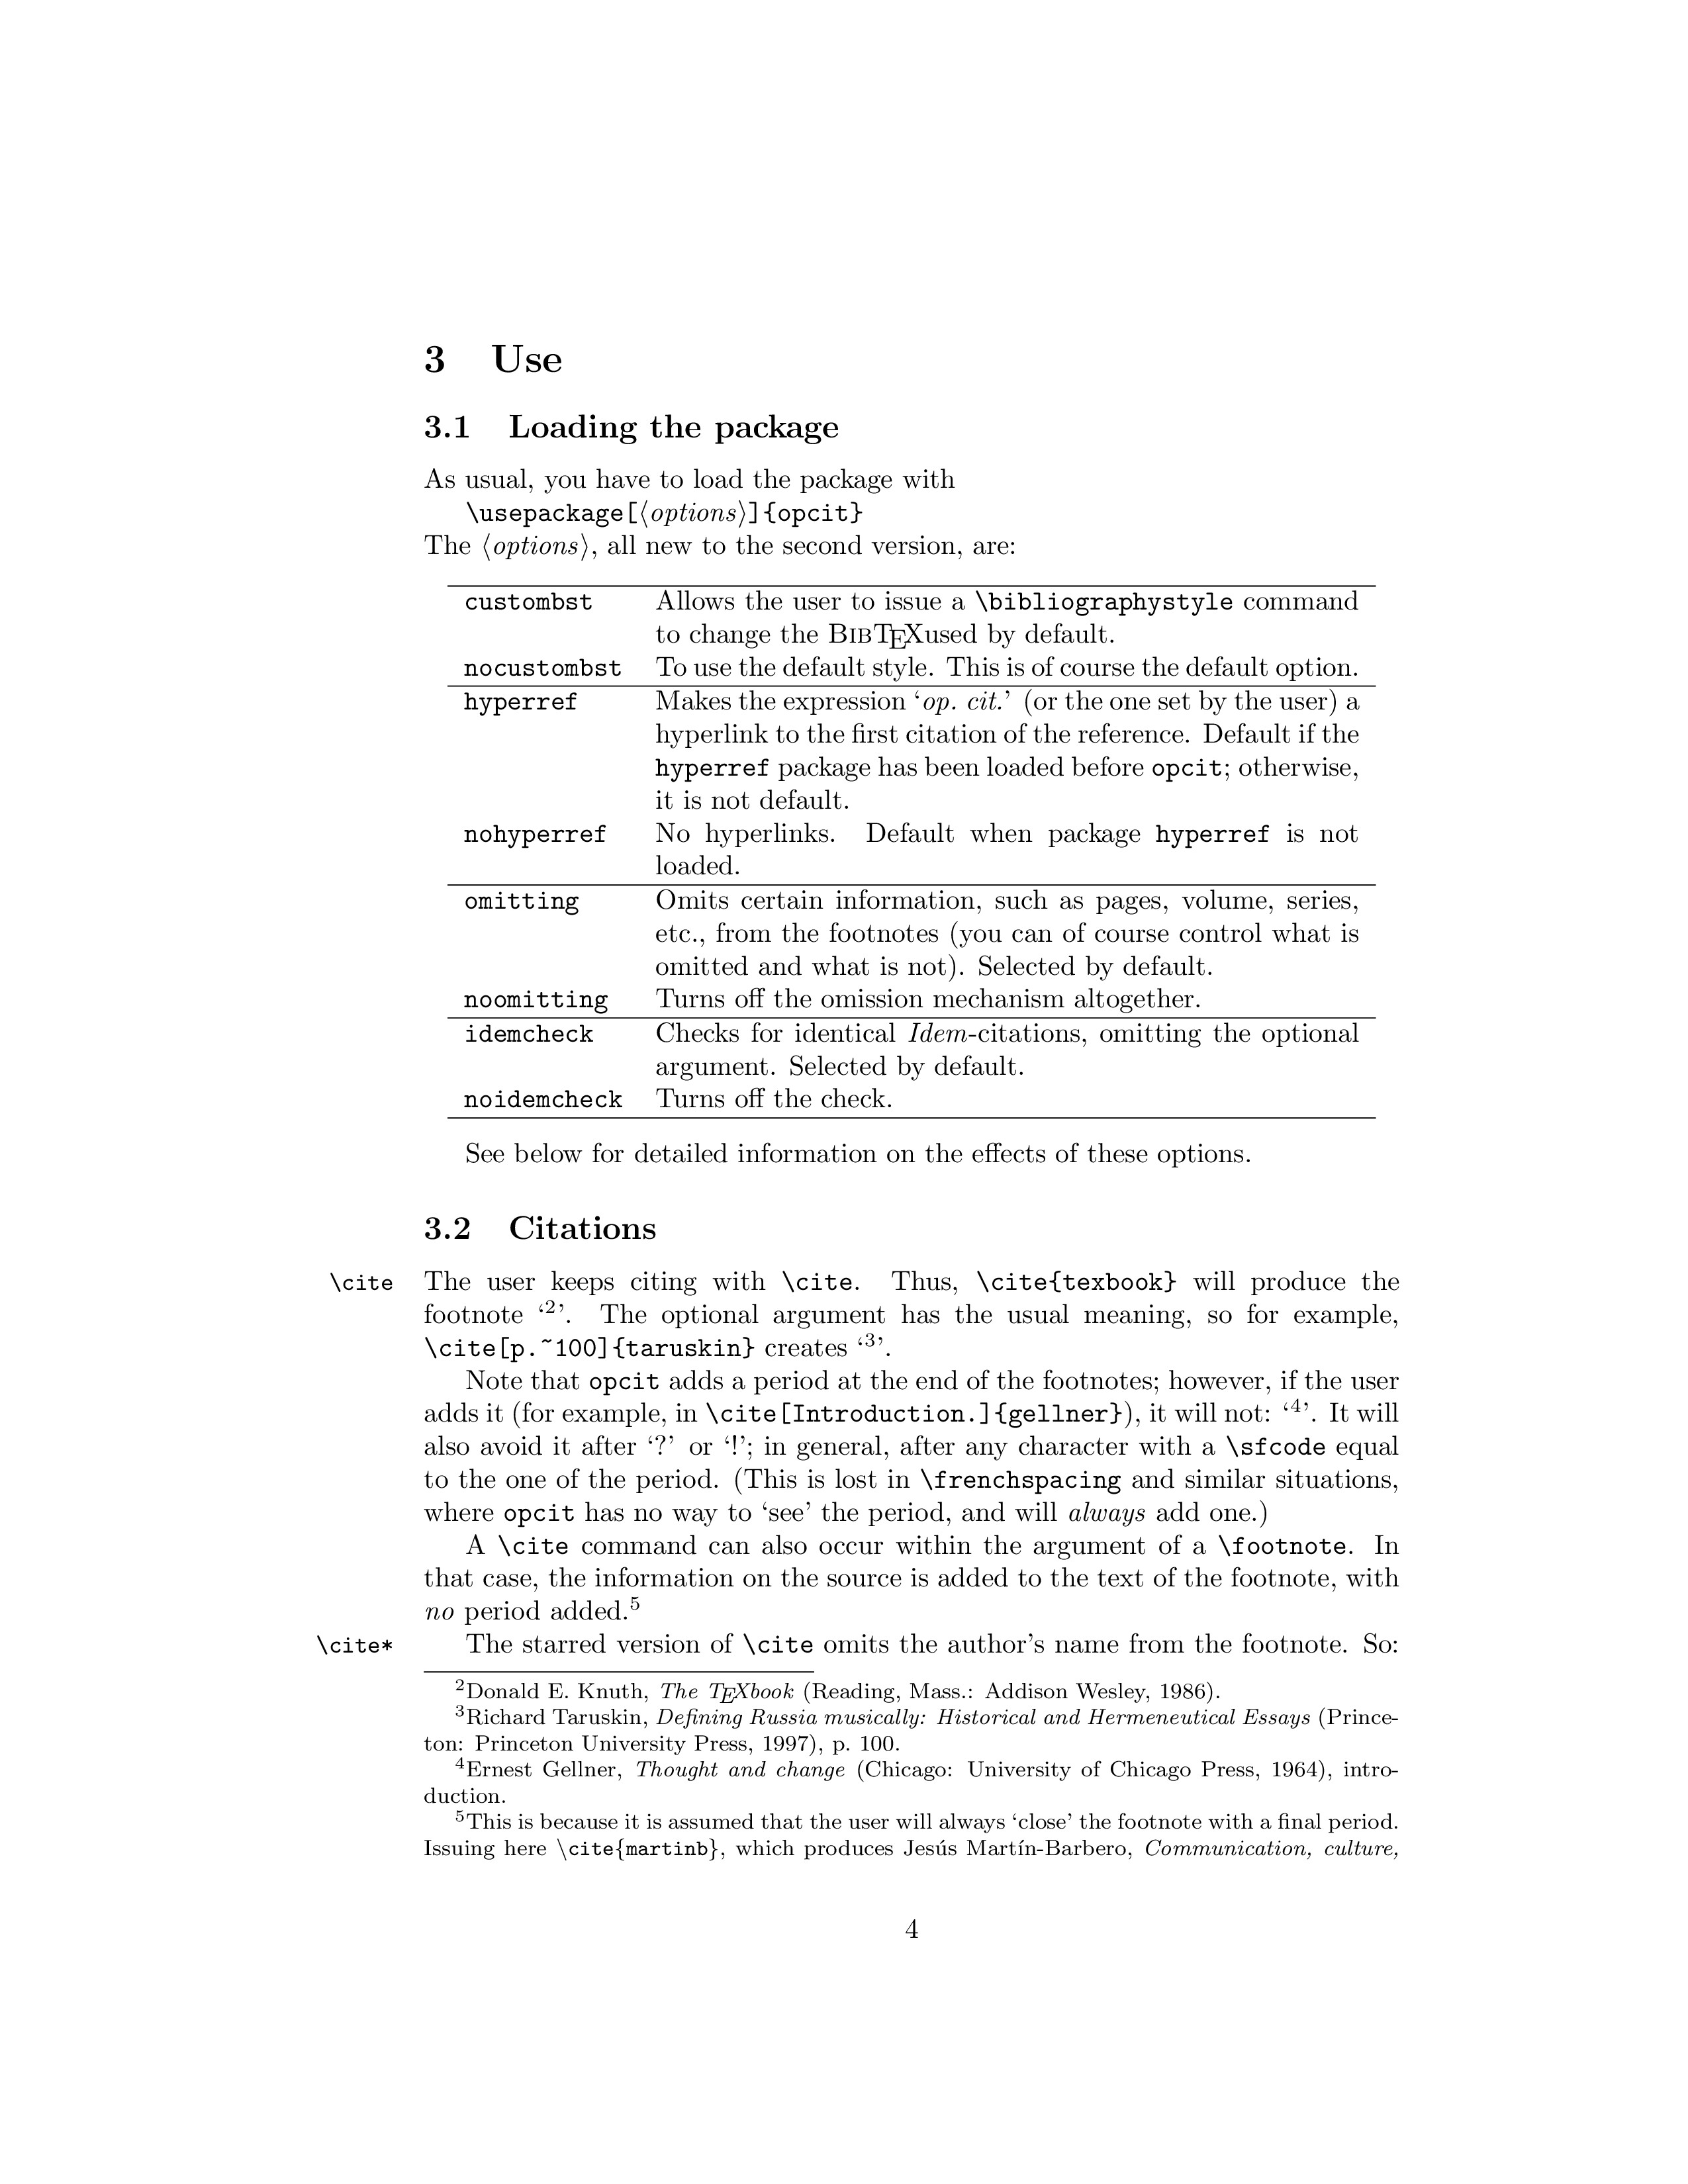 3 Use
3.1 Loading the package
As usual, you have to load the package with
\usepackage[⟨options⟩]{opcit}
The ⟨options⟩, all new to the second version, are:
custombst Allows the user to issue a \bibliographystyle command
to change the BIBTEXused by default.
nocustombst To use the default style. This is of course the default option.
hyperref Makes the expression ‘op. cit.’ (or the one set by the user) a
hyperlink to the first citation of the reference. Default if the
hyperref package has been loaded before opcit; otherwise,
it is not default.
nohyperref No hyperlinks. Default when package hyperref is not
loaded.
omitting Omits certain information, such as pages, volume, series,
etc., from the footnotes (you can of course control what is
omitted and what is not). Selected by default.
noomitting Turns off the omission mechanism altogether.
idemcheck Checks for identical Idem-citations, omitting the optional
argument. Selected by default.
noidemcheck Turns off the check.
See below for detailed information on the effects of these options.
3.2 Citations
\cite The user keeps citing with \cite. Thus, \cite{texbook} will produce the
footnote ‘2’. The optional argument has the usual meaning, so for example,
\cite[p.~100]{taruskin} creates ‘3’.
Note that opcit adds a period at the end of the footnotes; however, if the user
adds it (for example, in \cite[Introduction.]{gellner}), it will not: ‘4’. It will
also avoid it after ‘?’ or ‘!’; in general, after any character with a \sfcode equal
to the one of the period. (This is lost in \frenchspacing and similar situations,
where opcit has no way to ‘see’ the period, and will always add one.)
A \cite command can also occur within the argument of a \footnote. In
that case, the information on the source is added to the text of the footnote, with
no period added.5
\cite* The starred version of \cite omits the author’s name from the footnote. So:
2Donald E. Knuth, The TEXbook (Reading, Mass.: Addison Wesley, 1986).
3Richard Taruskin, Defining Russia musically: Historical and Hermeneutical Essays (Prince-
ton: Princeton University Press, 1997), p. 100.
4Ernest Gellner, Thought and change (Chicago: University of Chicago Press, 1964), intro-
duction.
5This is because it is assumed that the user will always ‘close’ the footnote with a final period.
Issuing here \cite{martinb}, which produces Jesús Martín-Barbero, Communication, culture,
4